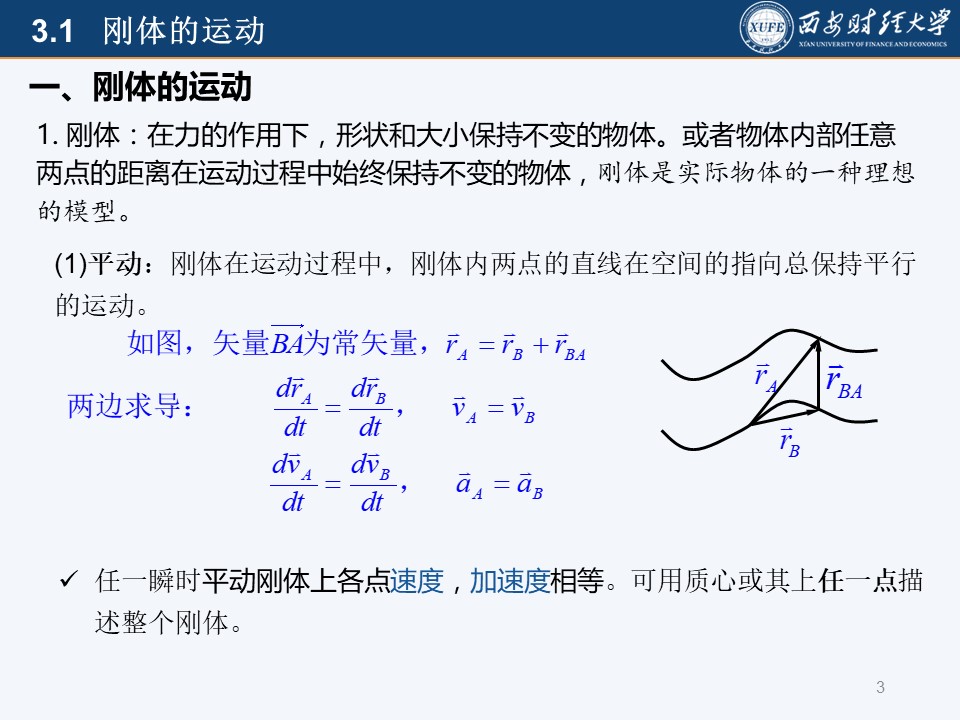 3.1 刚体的运动
XUFE 西安财经大学
XI'AN UNIVERSITY OF FINANCE AND ECONOMICS
一、刚体的运动
1. 刚体：在力的作用下，形状和大小保持不变的物体。或者物体内部任意
两点的距离在运动过程中始终保持不变的物体，刚体是实际物体的一种理想
的模型。
(1)平动：刚体在运动过程中，刚体内两点的直线在空间的指向总保持平行
的运动。
如图，矢量$\overrightarrow{BA}$为常矢量，$\vec{r}_A = \vec{r}_B + \vec{r}_{BA}$
两边求导： $\frac{d\vec{r}_A}{dt} = \frac{d\vec{r}_B}{dt}$， $\vec{v}_A = \vec{v}_B$
$\frac{d\vec{v}_A}{dt} = \frac{d\vec{v}_B}{dt}$， $\vec{a}_A = \vec{a}_B$
$\vec{r}_A$
$\vec{r}_{BA}$
$\vec{r}_B$
✓ 任一瞬时平动刚体上各点速度，加速度相等。可用质心或其上任一点描
述整个刚体。
3